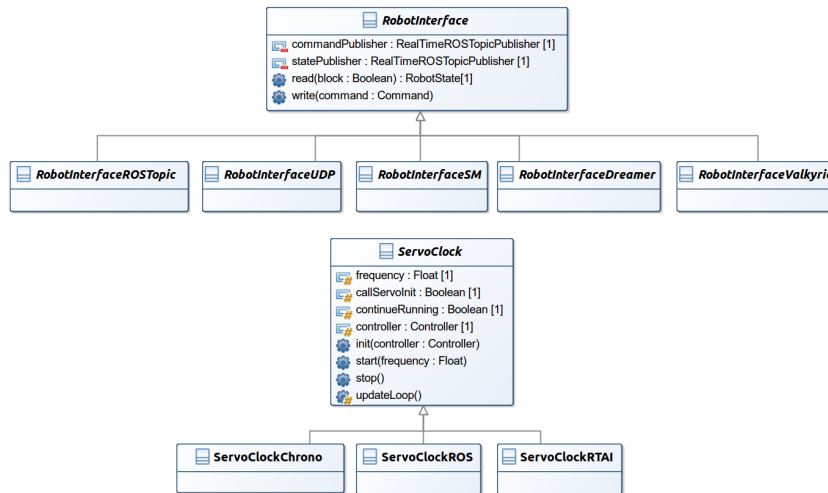 RobotInterface
commandPublisher : RealTimeROSTopicPublisher [1]
statePublisher : RealTimeROSTopicPublisher [1]
read(block : Boolean) : RobotState[1]
write(command : Command)
RobotInterfaceROSTopic
RobotInterfaceUDP
RobotInterfaceSM
RobotInterfaceDreamer
RobotInterfaceValkyrie
ServoClock
frequency : Float [1]
callServoInit : Boolean [1]
continueRunning : Boolean [1]
controller : Controller [1]
init(controller : Controller)
start(frequency : Float)
stop()
updateLoop()
ServoClockChrono
ServoClockROS
ServoClockRTAI